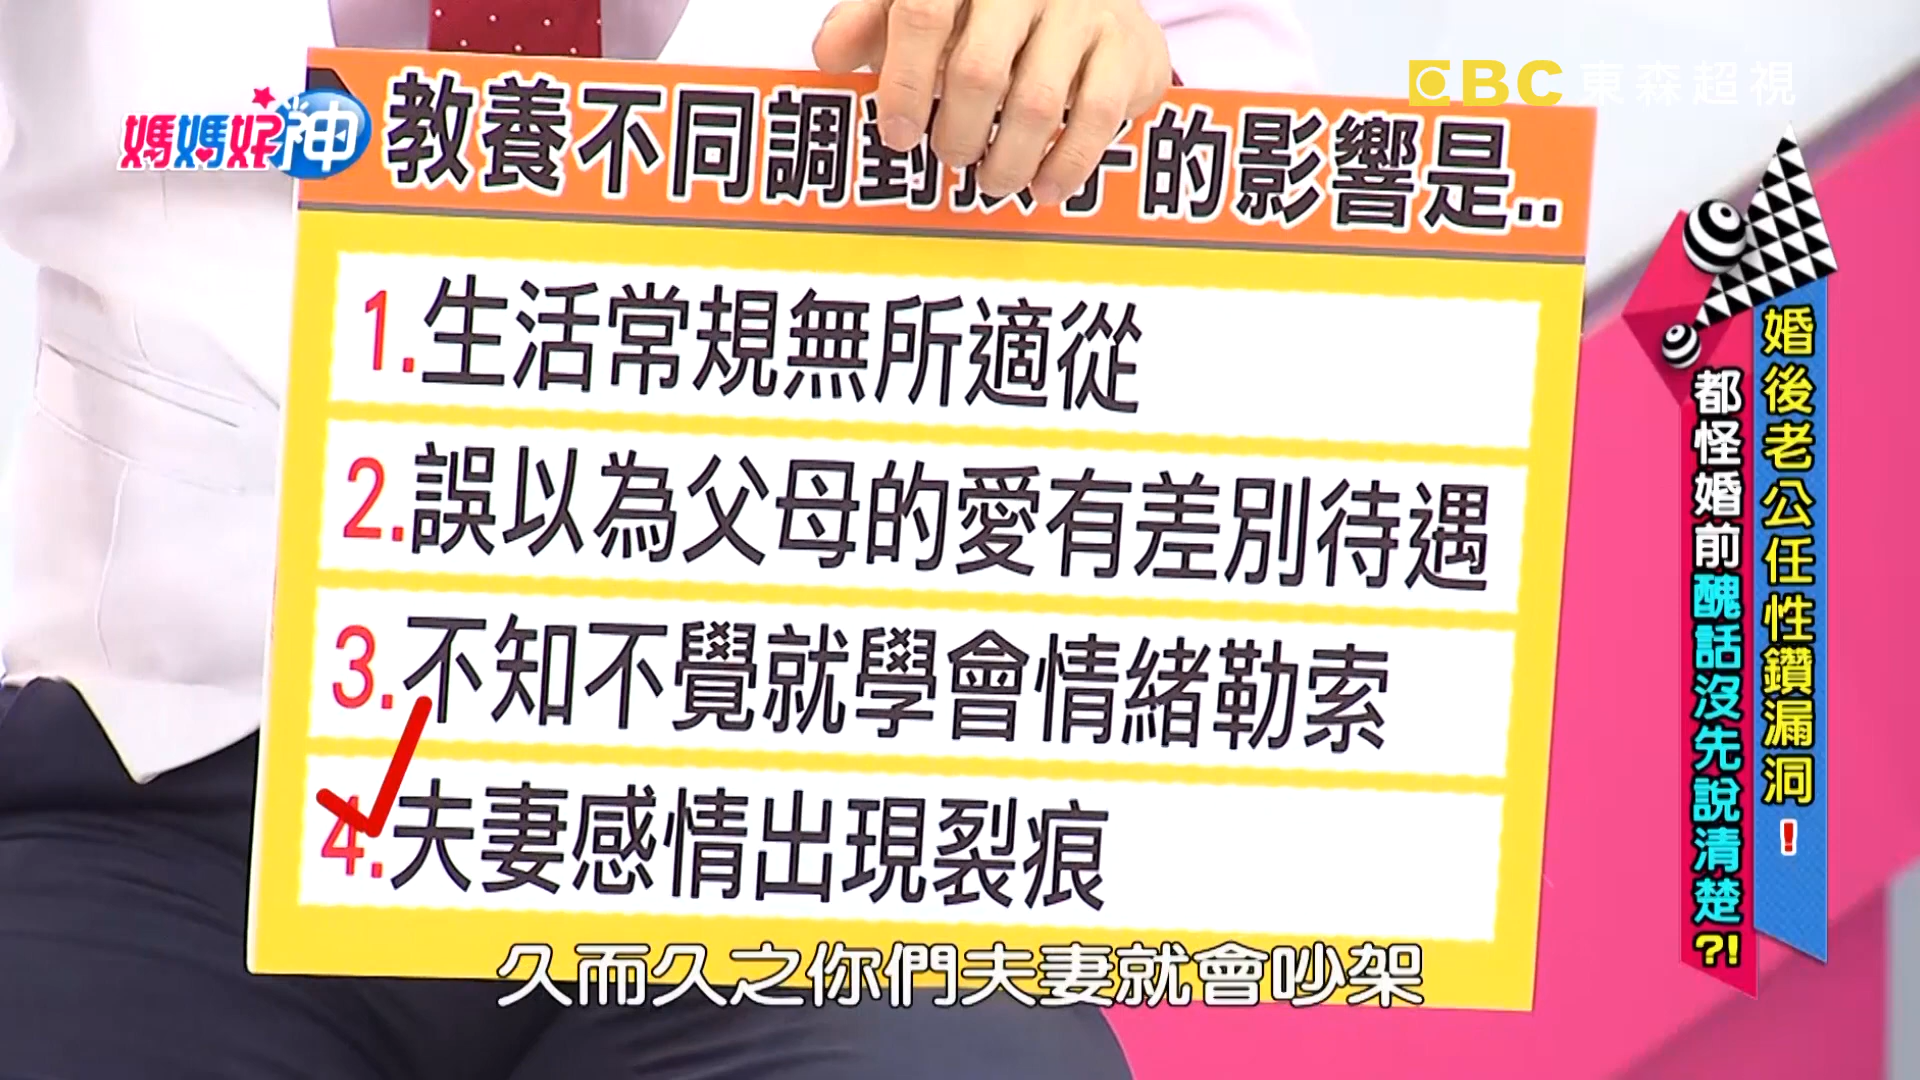 媽媽好神
EBC 東森超視
教養不同調對孩子的影響是..
1.生活常規無所適從
2.誤以為父母的愛有差別待遇
3.不知不覺就學會情緒勒索
4.夫妻感情出現裂痕
婚後老公任性鑽漏洞！
都怪婚前醜話沒先說清楚?!
久而久之你們夫妻就會吵架